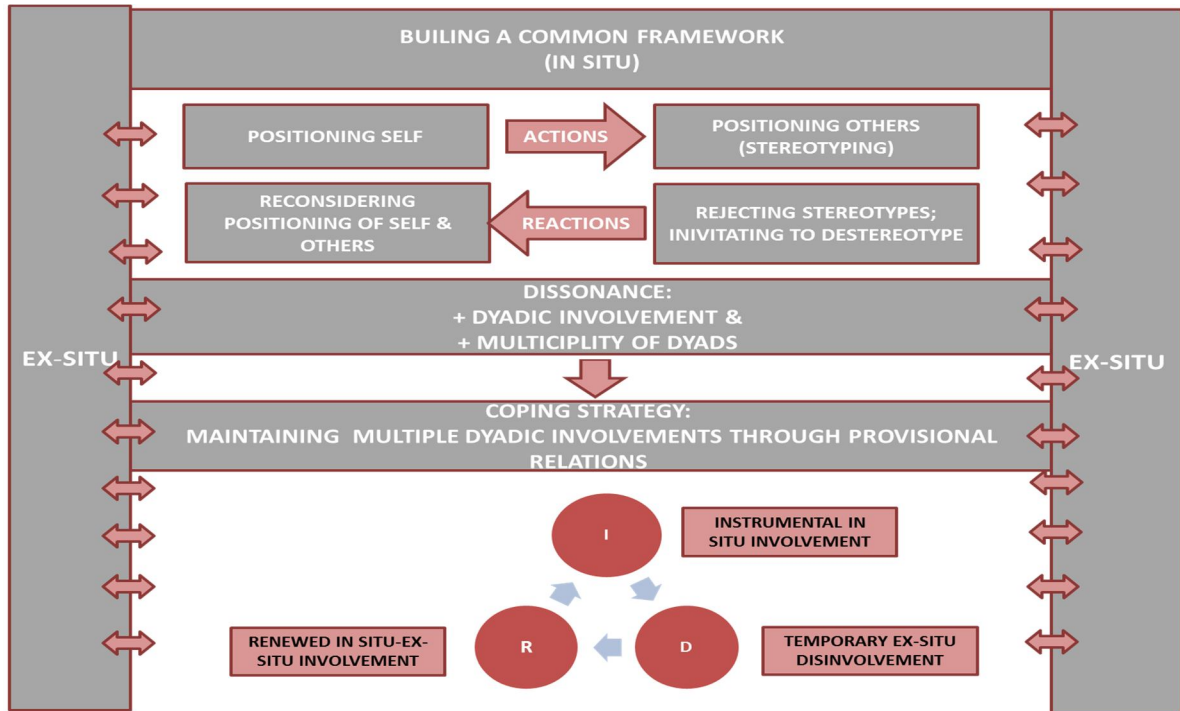 BUILING A COMMON FRAMEWORK
(IN SITU)
POSITIONING SELF
ACTIONS
POSITIONING OTHERS
(STEREOTYPING)
RECONSIDERING
POSITIONING OF SELF &
OTHERS
REACTIONS
REJECTING STEREOTYPES;
INIVITATING TO DESTEREOTYPE
DISSONANCE:
+ DYADIC INVOLVEMENT &
+ MULTICIPLITY OF DYADS
EX-SITU
EX-SITU
COPING STRATEGY:
MAINTAINING MULTIPLE DYADIC INVOLVEMENTS THROUGH PROVISIONAL
RELATIONS
I
INSTRUMENTAL IN
SITU INVOLVEMENT
RENEWED IN SITU-EX-
SITU INVOLVEMENT
R
D
TEMPORARY EX-SITU
DISINVOLVEMENT